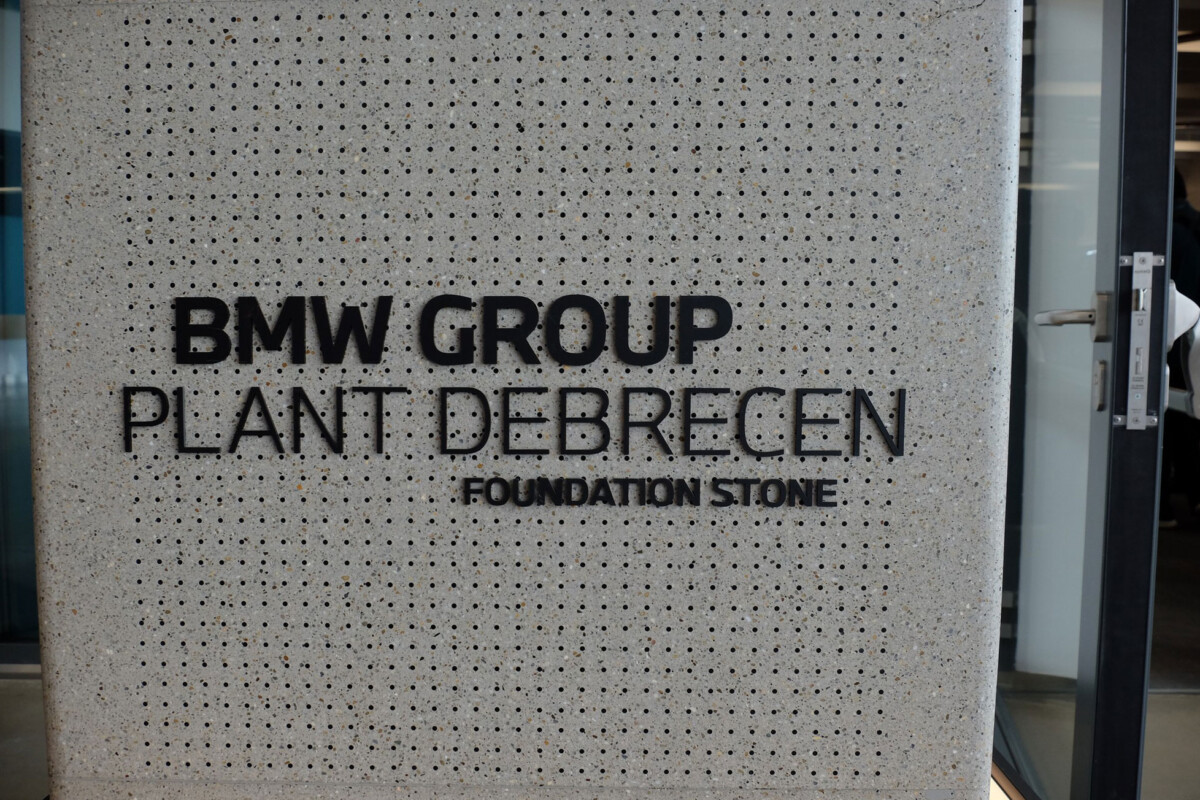 BMW GROUP
PLANT DEBRECEN
FOUNDATION STONE